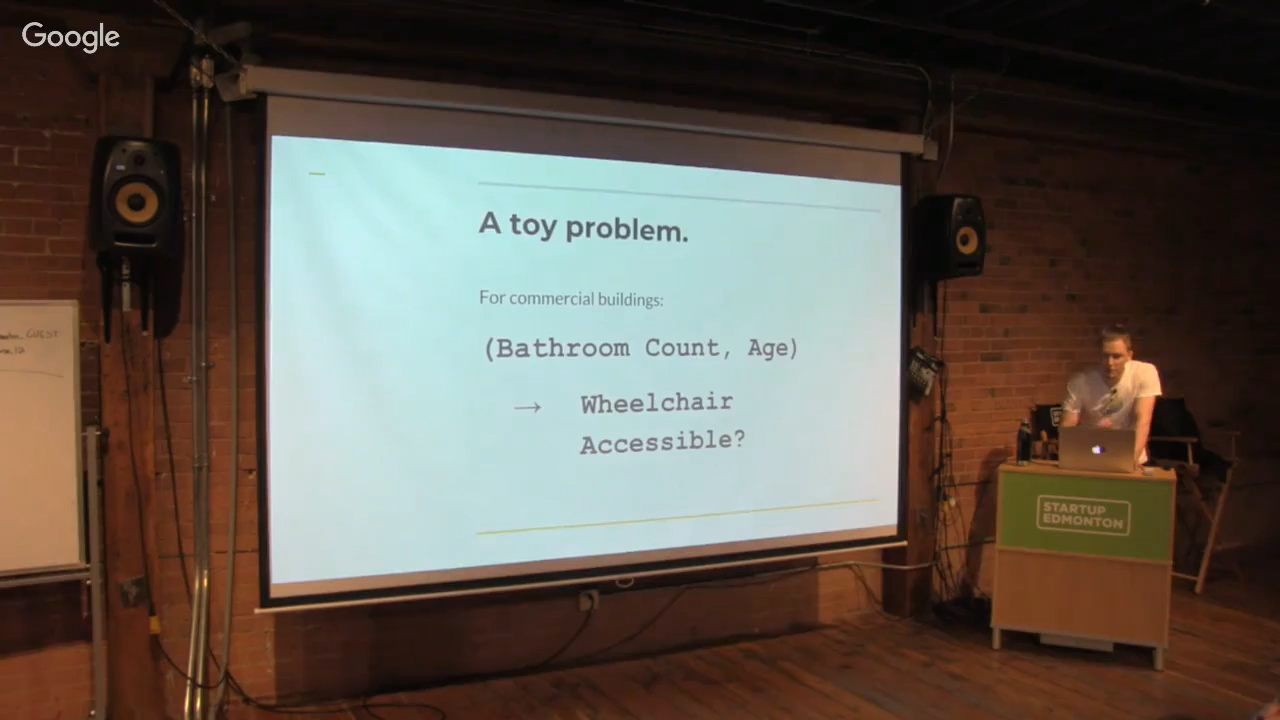 Google
A toy problem.
For commercial buildings:
(Bathroom Count, Age)
→ Wheelchair
Accessible?
STARTUP
EDMONTON